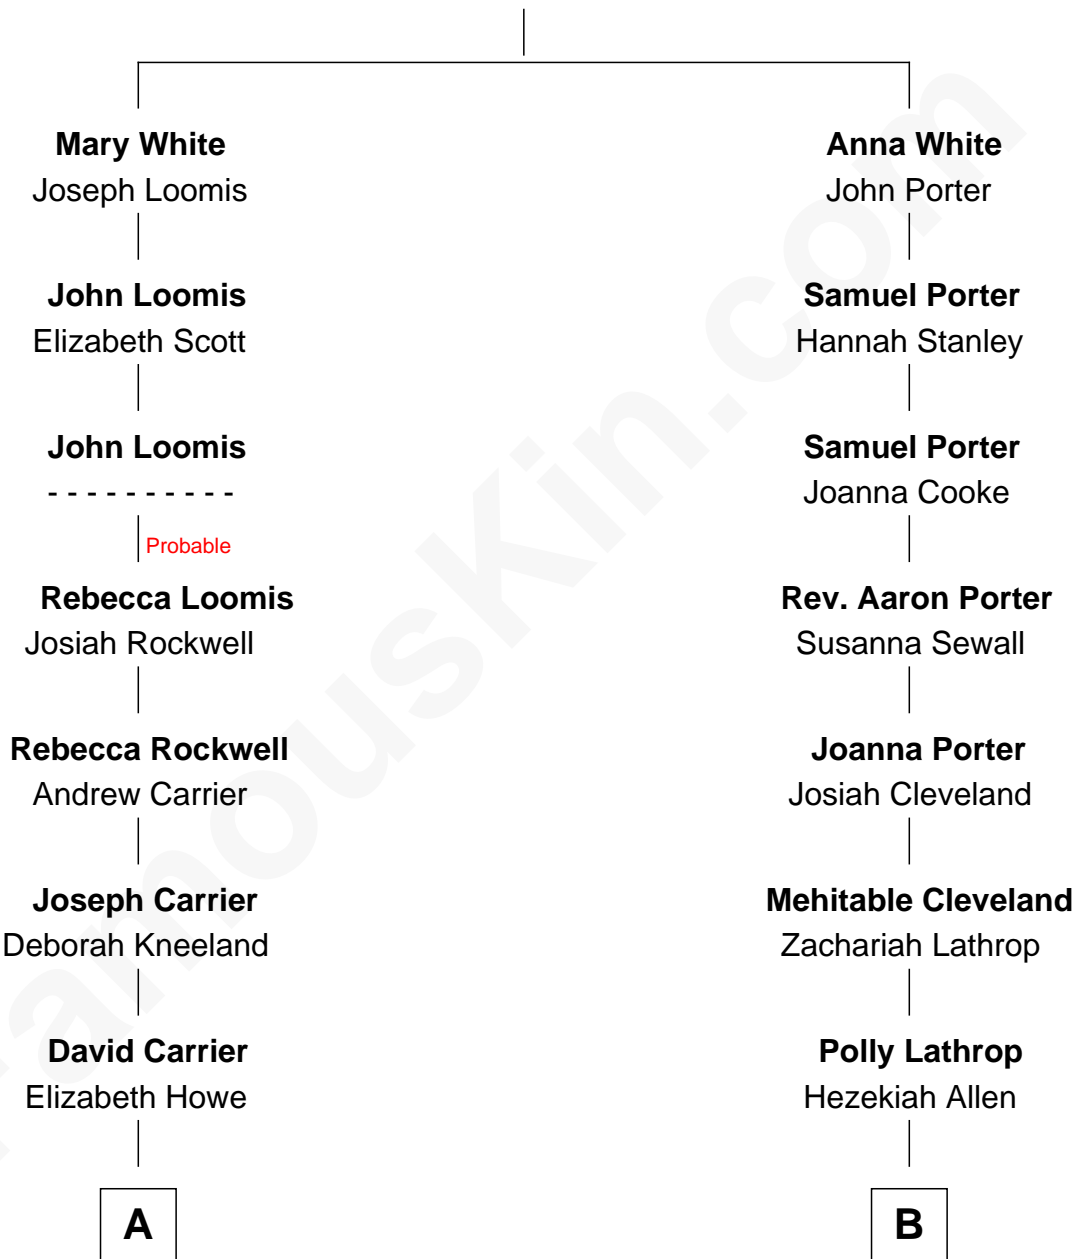 Mary White
Joseph Loomis
Anna White
John Porter
John Loomis
Elizabeth Scott
Samuel Porter
Hannah Stanley
John Loomis
- - - - - - - - - -
Samuel Porter
Joanna Cooke
Probable
Rebecca Loomis
Josiah Rockwell
Rev. Aaron Porter
Susanna Sewall
Rebecca Rockwell
Andrew Carrier
Joanna Porter
Josiah Cleveland
Joseph Carrier
Deborah Kneeland
Mehitable Cleveland
Zachariah Lathrop
David Carrier
Elizabeth Howe
Polly Lathrop
Hezekiah Allen
A
B
FamousKin.com